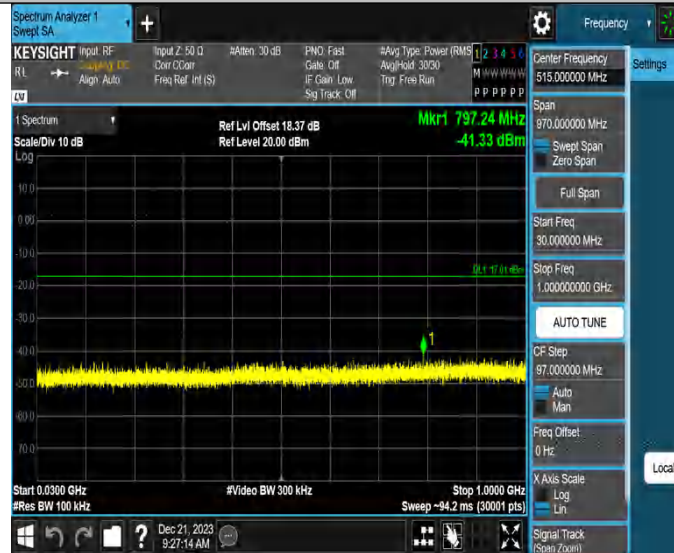 Spectrum Analyzer 1
Swept SA
+
Frequency
KEYSIGHT
RL
LXI
Input: RF
Coupling: DC
Align: Auto
Input Z: 50 Ω
Corr CCorr
Freq Ref: Int (S)
#Atten: 30 dB
PNO: Fast
Gate: Off
IF Gain: Low
Sig Track: Off
#Avg Type: Power (RMS
Avg|Hold: 30/30
Trig: Free Run
1 2 3 4 5 6
M W W W W W
P P P P P P
1 Spectrum
Scale/Div 10 dB
Log
Ref Lvl Offset 18.37 dB
Ref Level 20.00 dBm
Mkr1 797.24 MHz
-41.33 dBm
10.0
0.00
-10.0
-20.0
-30.0
-40.0
-50.0
-60.0
-70.0
1
Start 0.0300 GHz
#Res BW 100 kHz
#Video BW 300 kHz
Stop 1.0000 GHz
Sweep ~94.2 ms (30001 pts)
?
Dec 21, 2023
9:27:14 AM
Center Frequency
515.000000 MHz
Span
970.000000 MHz
Swept Span
Zero Span
Full Span
Start Freq
30.000000 MHz
Stop Freq
1.000000000 GHz
AUTO TUNE
CF Step
97.000000 MHz
Auto
Man
Freq Offset
0 Hz
X Axis Scale
Log
Lin
Signal Track
(Span Zoom)
Settings
Local